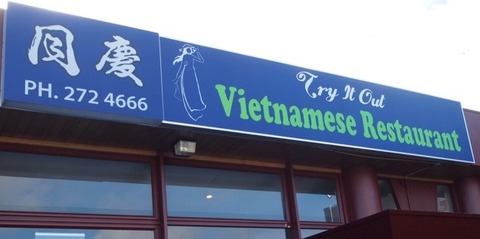 同慶
PH. 272 4666
Try It Out
Vietnamese Restaurant